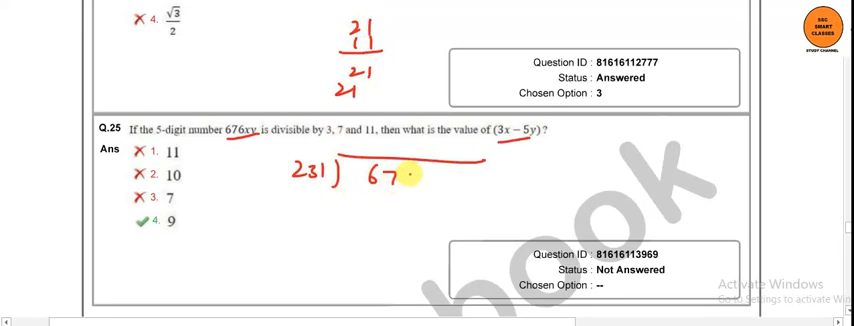 4. √3/2
21
11
21
21
SSC
SMART
CLASSES
STUDY CHANNEL
Question ID : 81616112777
Status : Answered
Chosen Option : 3
Q.25 If the 5-digit number 676xy is divisible by 3, 7 and 11, then what is the value of (3x − 5y)?
Ans 1. 11
2. 10
3. 7
4. 9
231) 67
Question ID : 81616113969
Status : Not Answered
Chosen Option : --
Activate Windows
Go to Settings to activate Win